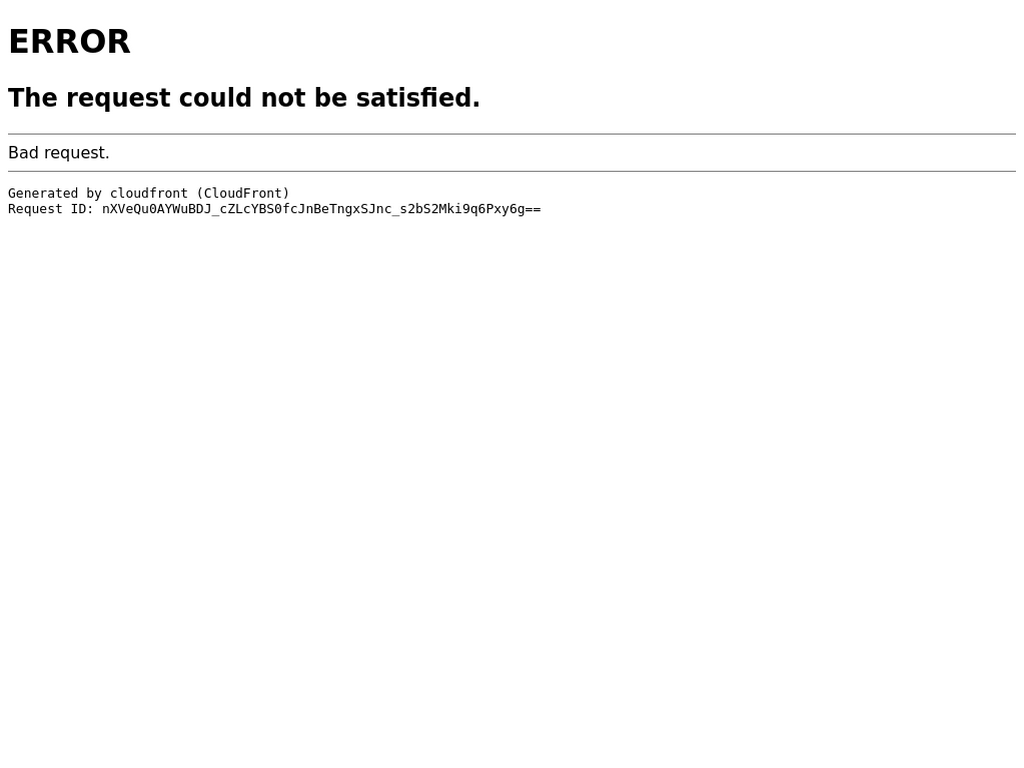 ERROR
The request could not be satisfied.
Bad request.
Generated by cloudfront (CloudFront)
Request ID: nXVeQu0AYWuBDJ_cZLcYBS0fcJnBeTngxSJnc_s2bS2Mki9q6Pxy6g==